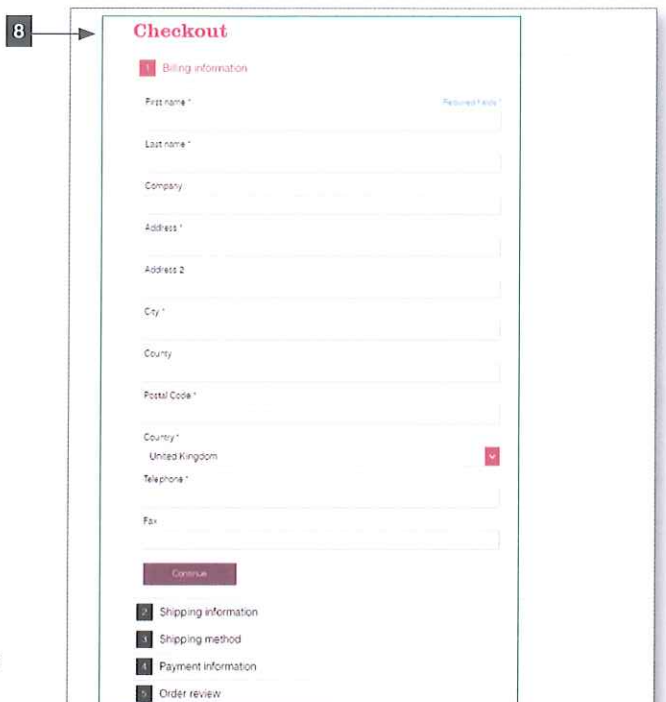 8
Checkout
1 Billing information
First name * Required fields *
Last name *
Company
Address *
Address 2
City *
County
Postal Code *
Country *
United Kingdom
Telephone *
Fax
Continue
2 Shipping information
3 Shipping method
4 Payment information
5 Order review